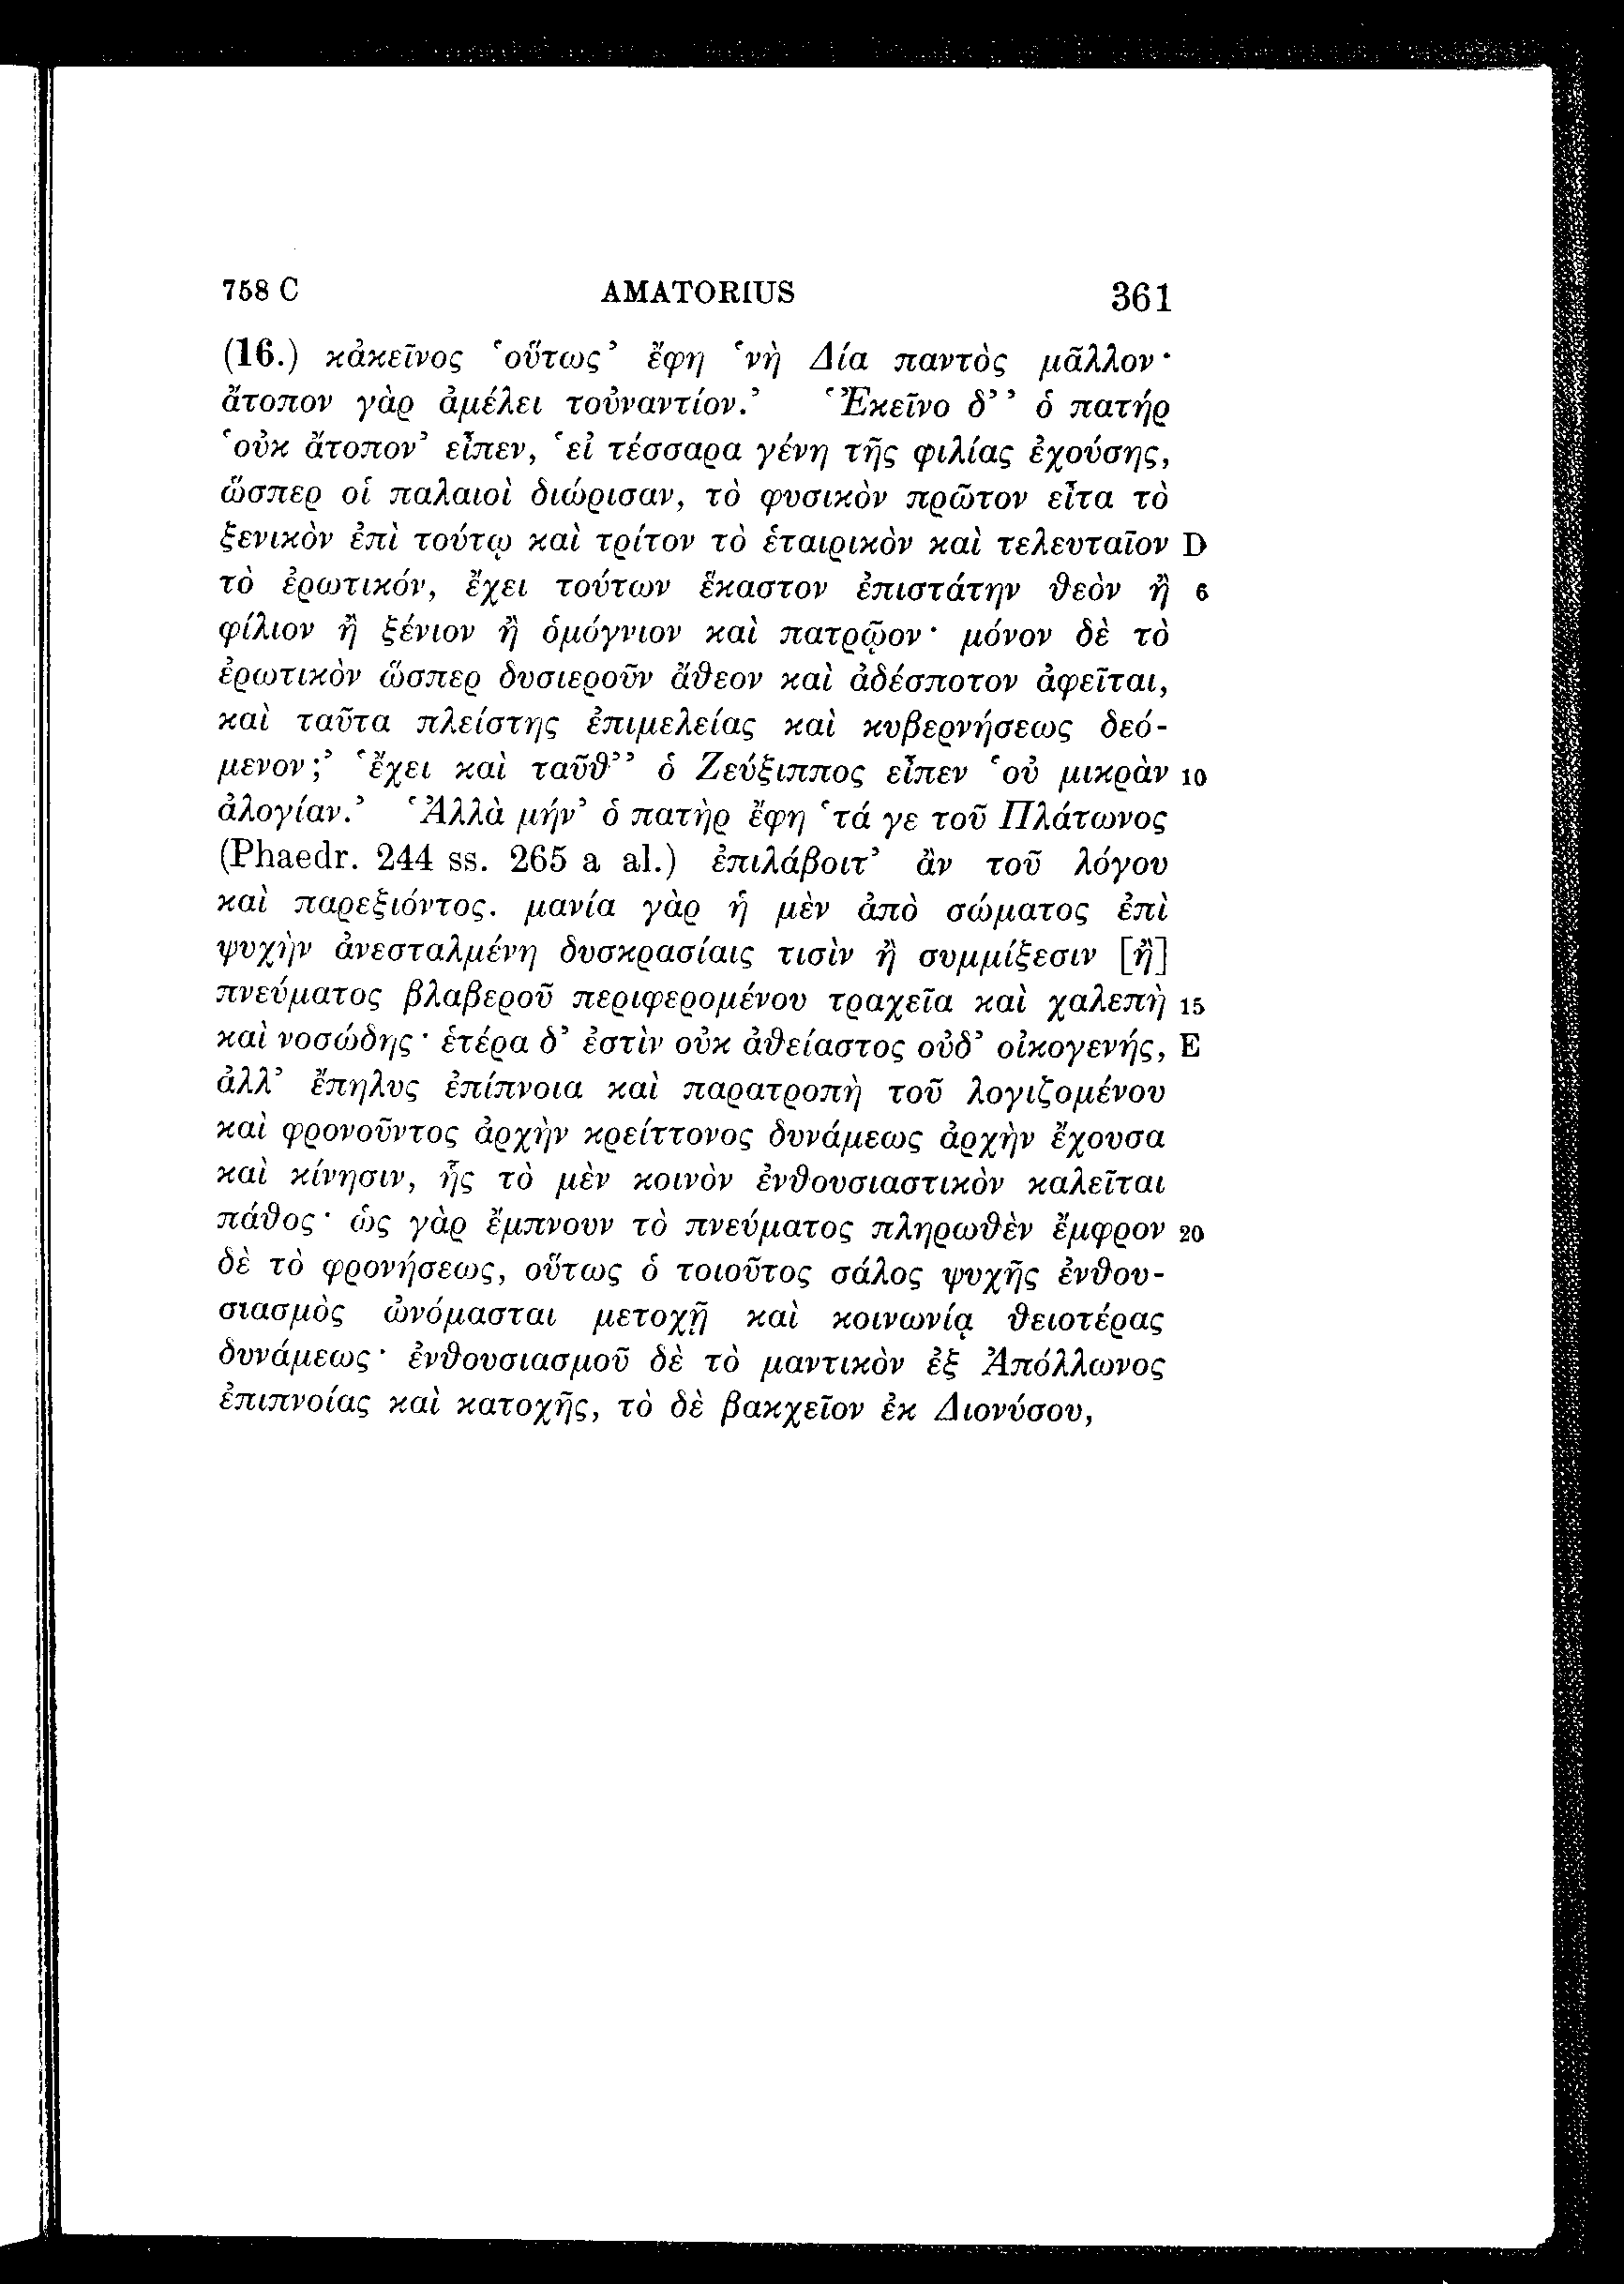 758 C AMATORIUS 361
(16.) κἀκεῖνος ‘οὕτως’ ἔφη ‘νὴ Δία παντὸς μᾶλλον·
ἄτοπον γὰρ ἀμέλει τοὐναντίον.’ ‘Ἐκεῖνο δ’’ ὁ πατήρ
‘οὐκ ἄτοπον’ εἶπεν, ‘εἰ τέσσαρα γένη τῆς φιλίας ἐχούσης,
ὥσπερ οἱ παλαιοὶ διώρισαν, τὸ φυσικὸν πρῶτον εἶτα τὸ
ξενικὸν ἐπὶ τούτῳ καὶ τρίτον τὸ ἑταιρικὸν καὶ τελευταῖον D
τὸ ἐρωτικόν, ἔχει τούτων ἕκαστον ἐπιστάτην θεὸν ἢ 6
φίλιον ἢ ξένιον ἢ ὁμόγνιον καὶ πατρῷον· μόνον δὲ τὸ
ἐρωτικὸν ὥσπερ δυσιεροῦν ἄθεον καὶ ἀδέσποτον ἀφεῖται,
καὶ ταῦτα πλείστης ἐπιμελείας καὶ κυβερνήσεως δεό-
μενον;’ ‘ἔχει καὶ ταῦθ’’ ὁ Ζεύξιππος εἶπεν ‘οὐ μικρὰν 10
ἀλογίαν.’ ‘Ἀλλὰ μήν’ ὁ πατὴρ ἔφη ‘τά γε τοῦ Πλάτωνος
(Phaedr. 244 ss. 265 a al.) ἐπιλάβοιτ’ ἂν τοῦ λόγου
καὶ παρεξιόντος. μανία γὰρ ἡ μὲν ἀπὸ σώματος ἐπὶ
ψυχὴν ἀνεσταλμένη δυσκρασίαις τισὶν ἢ συμμίξεσιν [ἢ]
πνεύματος βλαβεροῦ περιφερομένου τραχεῖα καὶ χαλεπὴ 15
καὶ νοσώδης· ἑτέρα δ’ ἐστὶν οὐκ ἀθείαστος οὐδ’ οἰκογενής, E
ἀλλ’ ἔπηλυς ἐπίπνοια καὶ παρατροπὴ τοῦ λογιζομένου
καὶ φρονοῦντος ἀρχὴν κρείττονος δυνάμεως ἀρχὴν ἔχουσα
καὶ κίνησιν, ἧς τὸ μὲν κοινὸν ἐνθουσιαστικὸν καλεῖται
πάθος· ὡς γὰρ ἔμπνουν τὸ πνεύματος πληρωθὲν ἔμφρον 20
δὲ τὸ φρονήσεως, οὕτως ὁ τοιοῦτος σάλος ψυχῆς ἐνθου-
σιασμὸς ὠνόμασται μετοχῇ καὶ κοινωνίᾳ θειοτέρας
δυνάμεως· ἐνθουσιασμοῦ δὲ τὸ μαντικὸν ἐξ Ἀπόλλωνος
ἐπιπνοίας καὶ κατοχῆς, τὸ δὲ βακχεῖον ἐκ Διονύσου,